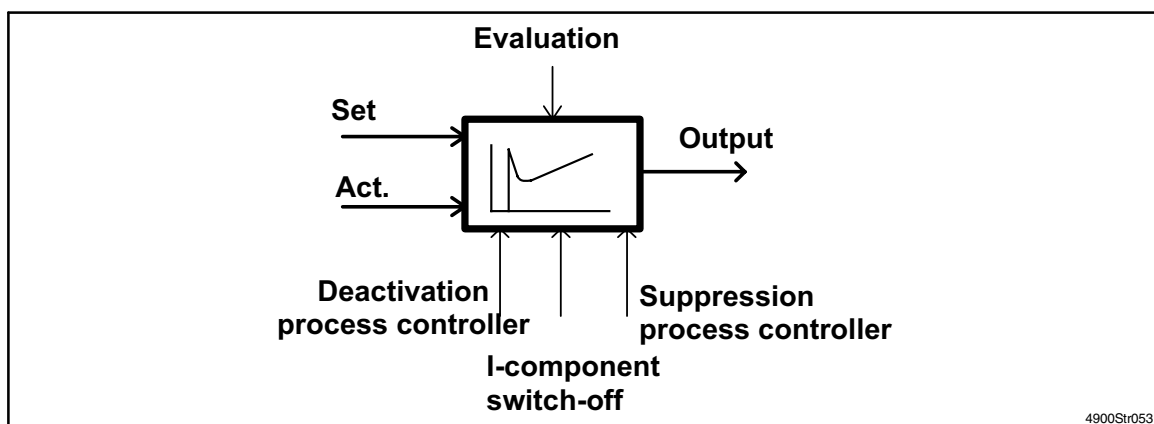 Evaluation
Set
Output
Act.
Deactivation
process controller
Suppression
process controller
I-component
switch-off
4900Str053